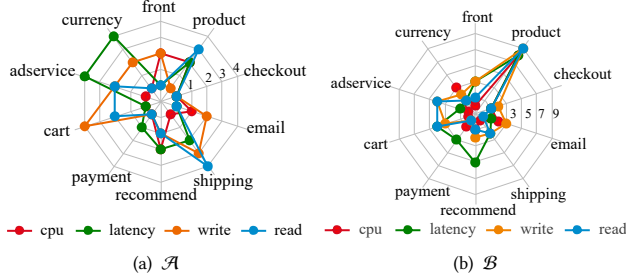 front
product
checkout
email
shipping
recommend
payment
cart
adservice
currency
1 2 3 4
cpu latency write read
(a) 𝒜
front
product
checkout
email
shipping
recommend
payment
cart
adservice
currency
3 5 7 9
cpu latency write read
(b) ℬ